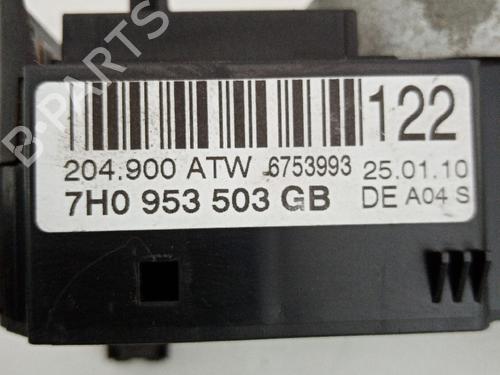 B-PARTS
122
204.900 ATW 6753993 25.01.10
7H0 953 503 GB DE A04 S